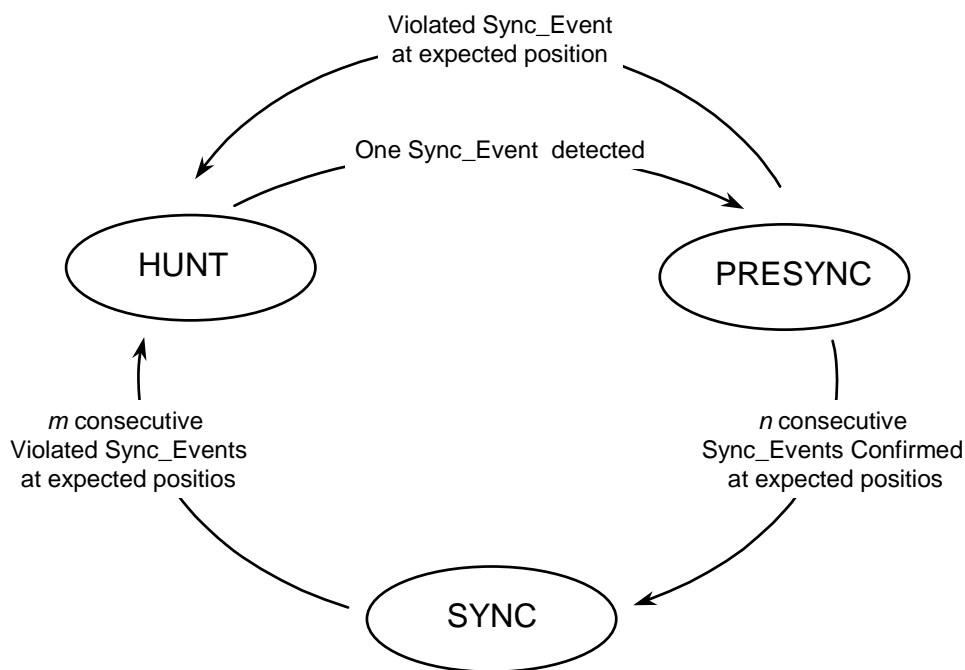 Violated Sync_Event
at expected position
One Sync_Event detected
HUNT
PRESYNC
m consecutive
Violated Sync_Events
at expected positios
n consecutive
Sync_Events Confirmed
at expected positios
SYNC